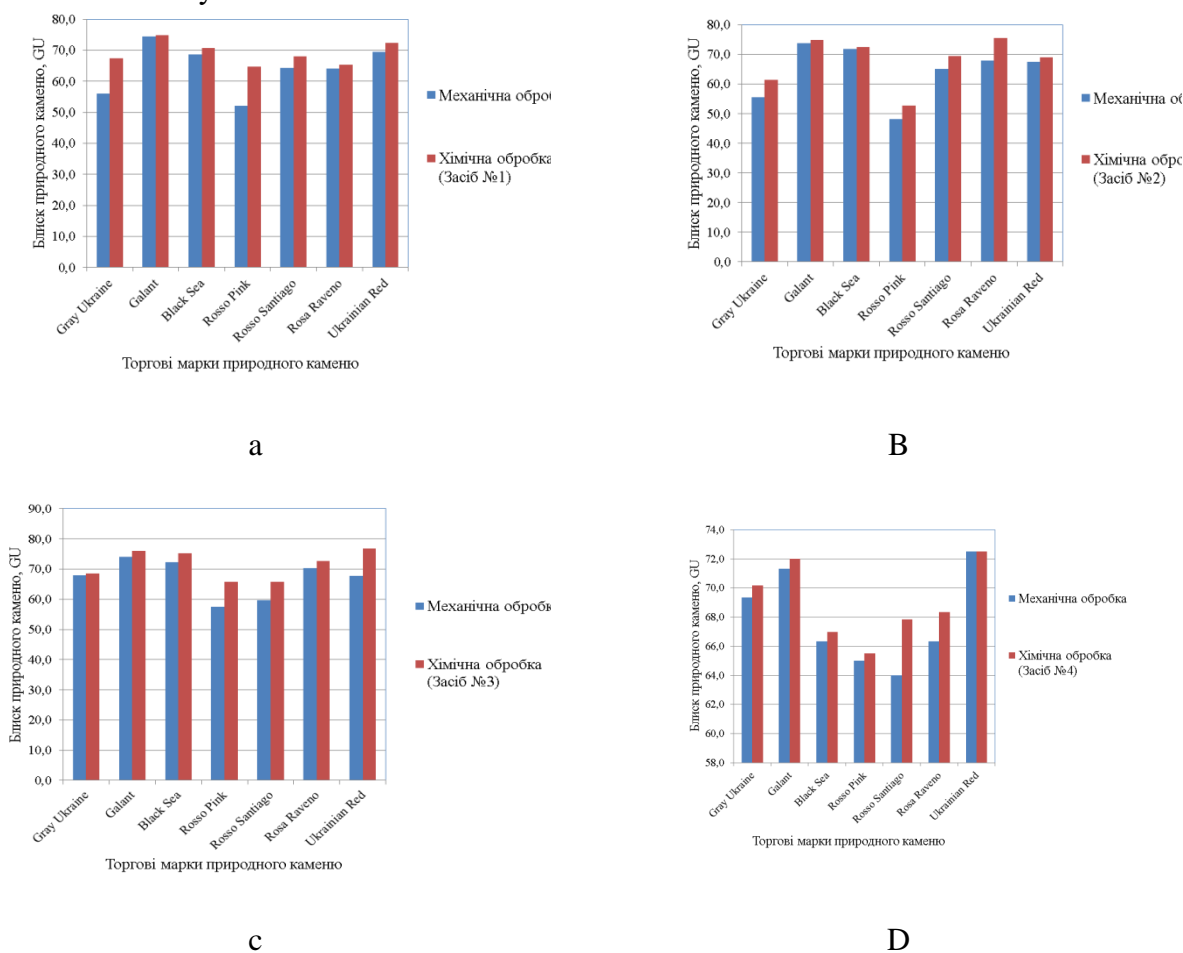 y
80,0
70,0
60,0
50,0
40,0
30,0
20,0
10,0
0,0
Блиск природного каменю, GU
Gray Ukraine
Galant
Black Sea
Rosso Pink
Rosso Santiago
Rosa Raveno
Ukrainian Red
Торгові марки природного каменю
Механічна оброб
Хімічна обробка
(Засіб №1)
а
80,0
70,0
60,0
50,0
40,0
30,0
20,0
10,0
0,0
Блиск природного каменю, GU
Gray Ukraine
Galant
Black Sea
Rosso Pink
Rosso Santiago
Rosa Raveno
Ukrainian Red
Торгові марки природного каменю
Механічна об
Хімічна обро
(Засіб №2)
В
90,0
80,0
70,0
60,0
50,0
40,0
30,0
20,0
10,0
0,0
Блиск природного каменю, GU
Gray Ukraine
Galant
Black Sea
Rosso Pink
Rosso Santiago
Rosa Raveno
Ukrainian Red
Торгові марки природного каменю
Механічна обробк
Хімічна обробка
(Засіб №3)
с
74,0
72,0
70,0
68,0
66,0
64,0
62,0
60,0
58,0
Блиск природного каменю, GU
Gray Ukraine
Galant
Black Sea
Rosso Pink
Rosso Santiago
Rosa Raveno
Ukrainian Red
Торгові марки природного каменю
Механічна обробка
Хімічна обробка
(Засіб №4)
D